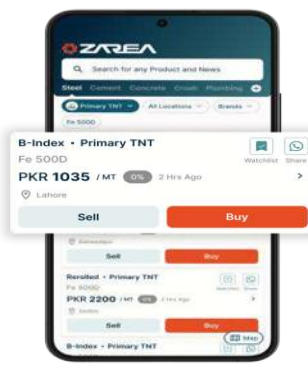 ZAREA
Search for any Product and News
Steel Cement Concrete Crush Plumbing
Primary TNT All Locations Brands
Fe 500D
B-Index • Primary TNT
Fe 500D
Watchlist Share
PKR 1035 / MT 0% 2 Hrs Ago
Lahore
Sell Buy
Sell Buy
Rerolled • Primary TNT
Fe 500D
PKR 2200 / MT 2 Hrs Ago
Sell Buy
Map
B-Index • Primary TNT